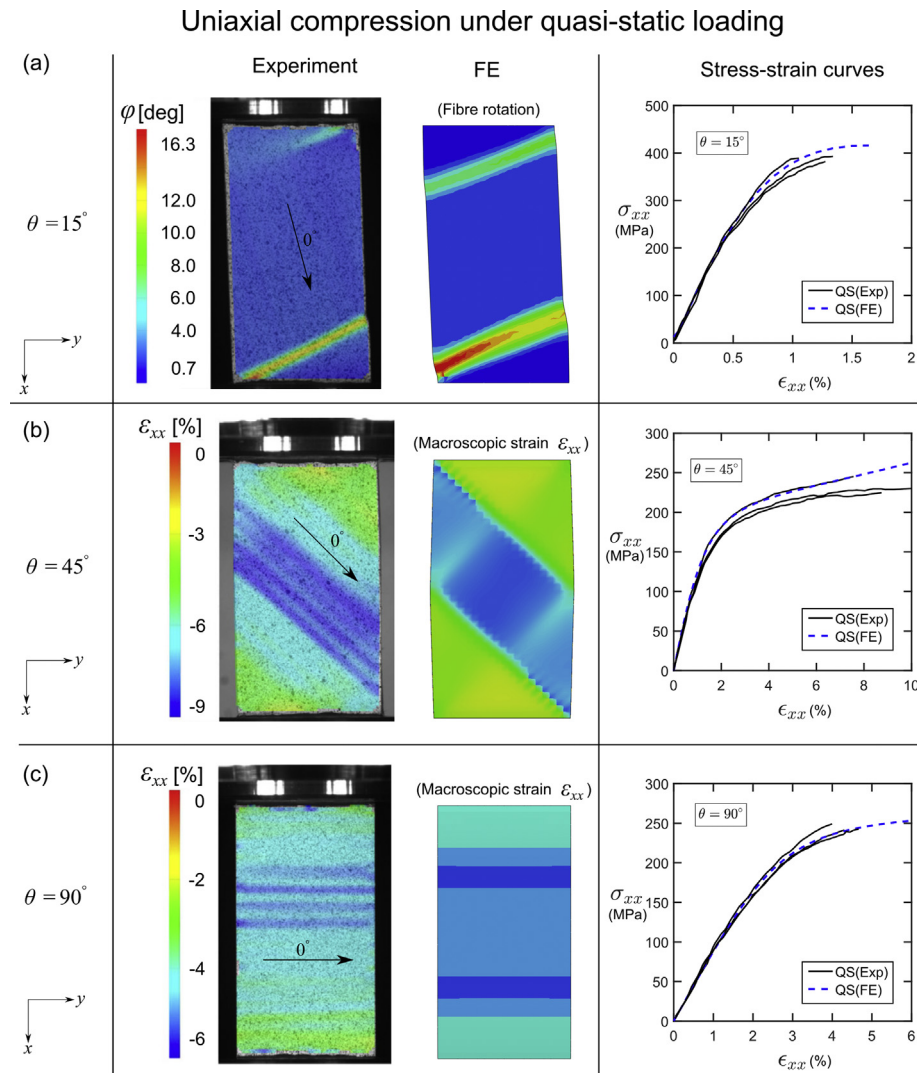 Uniaxial compression under quasi-static loading
(a)
Experiment
FE
Stress-strain curves
φ [deg]
16.3
12.0
10.0
8.0
6.0
4.0
0.7
(Fibre rotation)
0
θ = 15°
y
x
500
400
300
200
100
0
σxx
(MPa)
θ = 15°
QS(Exp)
QS(FE)
0
0.5
1
1.5
2
ϵxx (%)
(b)
εxx [%]
0
-3
-6
-9
(Macroscopic strain εxx)
0°
θ = 45°
y
x
300
250
200
150
100
50
0
σxx
(MPa)
θ = 45°
QS(Exp)
QS(FE)
0
2
4
6
8
10
ϵxx (%)
(c)
εxx [%]
0
-2
-4
-6
(Macroscopic strain εxx)
0°
θ = 90°
y
x
300
250
200
150
100
50
0
σxx
(MPa)
θ = 90°
QS(Exp)
QS(FE)
0
1
2
3
4
5
6
ϵxx (%)